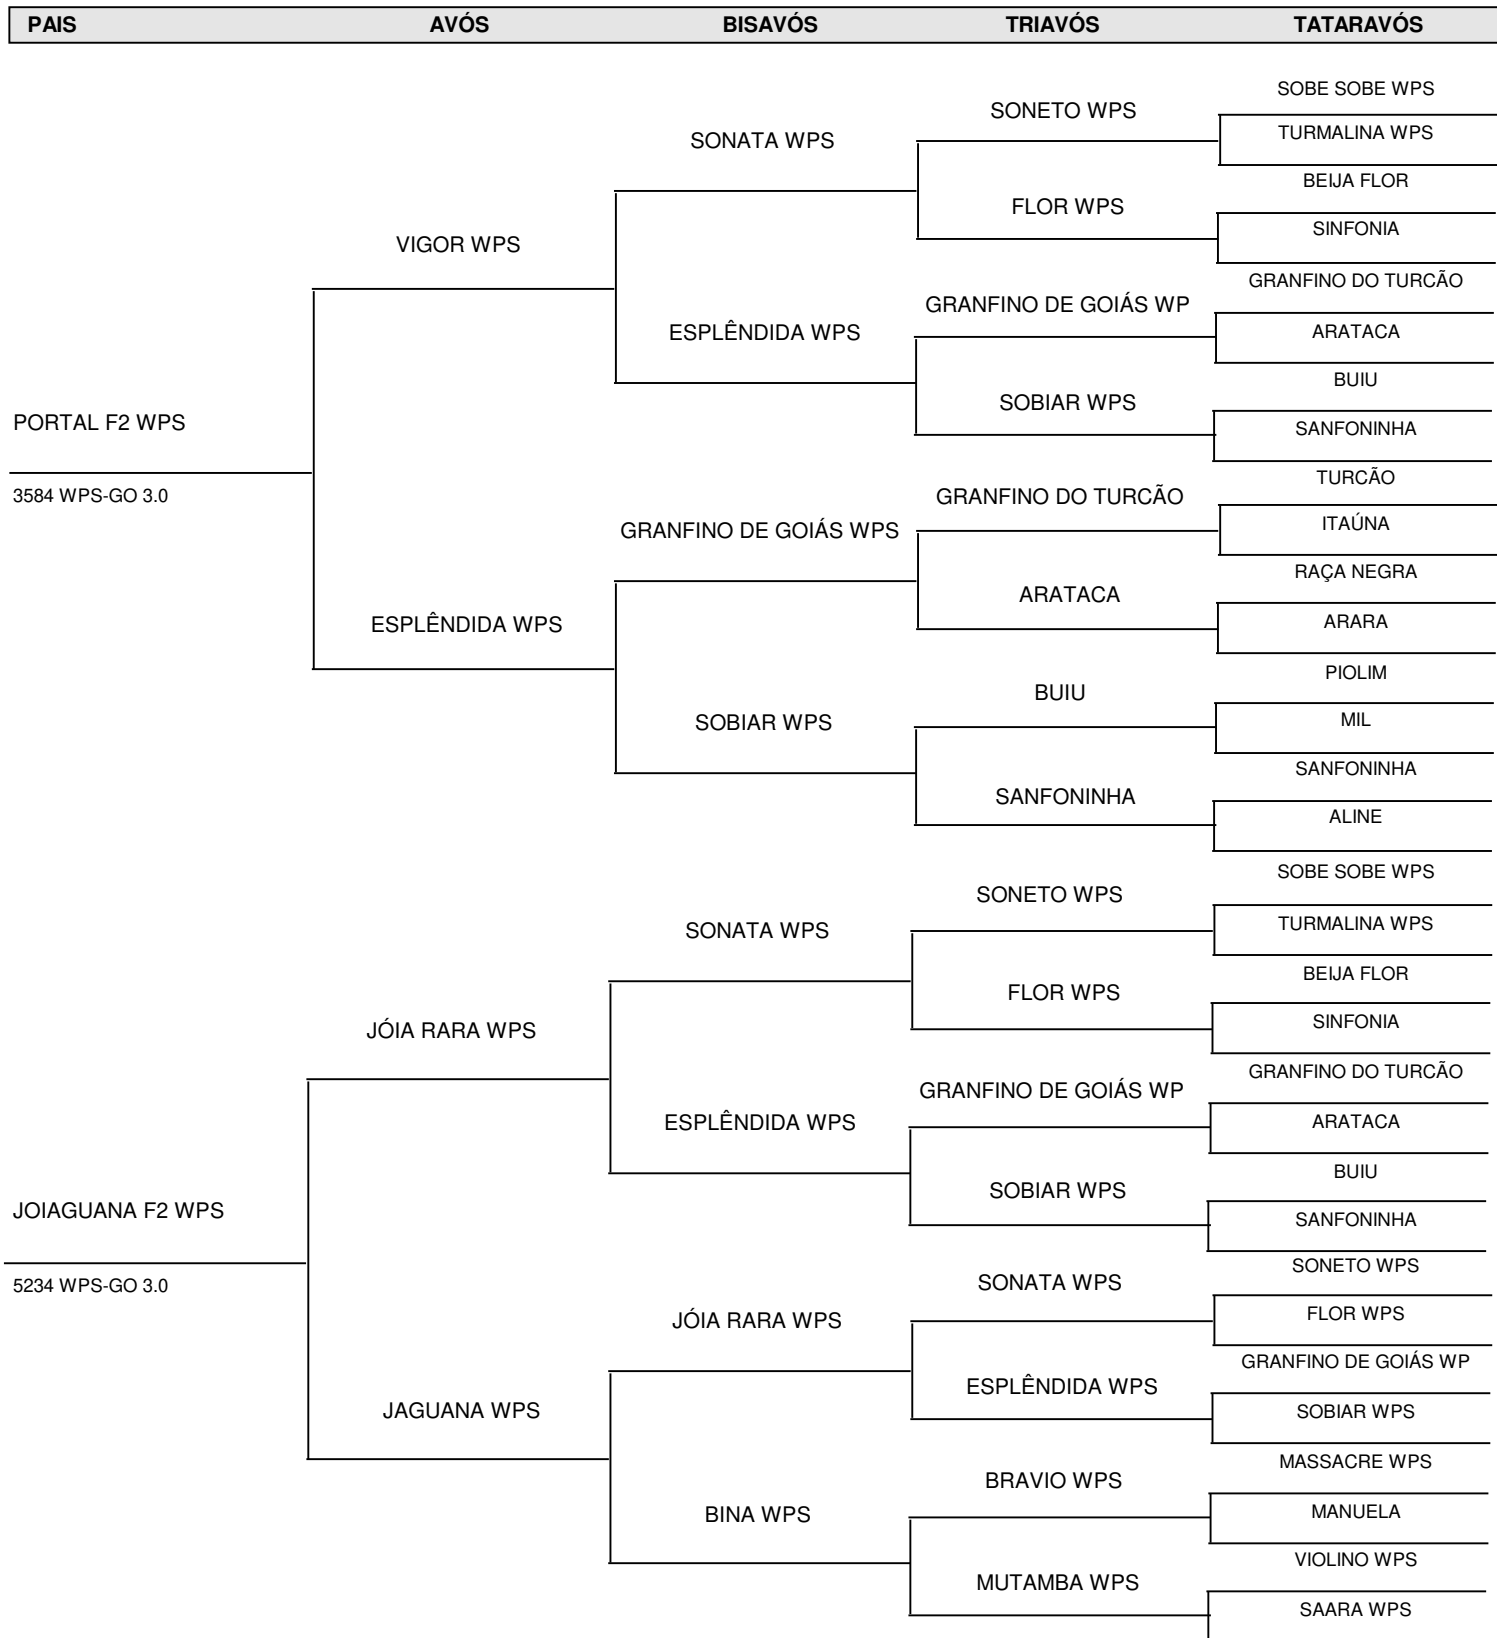 PAIS AVÓS BISAVÓS TRIAVÓS TATARAVÓS
SOBE SOBE WPS
SONETO WPS
TURMALINA WPS
SONATA WPS
BEIJA FLOR
FLOR WPS
SINFONIA
VIGOR WPS
GRANFINO DO TURCÃO
GRANFINO DE GOIÁS WP
ESPLÊNDIDA WPS
ARATACA
BUIU
SOBIAR WPS
PORTAL F2 WPS
SANFONINHA
TURCÃO
3584 WPS-GO 3.0
GRANFINO DO TURCÃO
ITAÚNA
GRANFINO DE GOIÁS WPS
RAÇA NEGRA
ARATACA
ARARA
ESPLÊNDIDA WPS
PIOLIM
BUIU
MIL
SOBIAR WPS
SANFONINHA
SANFONINHA
ALINE
SOBE SOBE WPS
SONETO WPS
TURMALINA WPS
SONATA WPS
BEIJA FLOR
FLOR WPS
SINFONIA
JÓIA RARA WPS
GRANFINO DO TURCÃO
GRANFINO DE GOIÁS WP
ESPLÊNDIDA WPS
ARATACA
BUIU
SOBIAR WPS
JOIAGUANA F2 WPS
SANFONINHA
SONETO WPS
5234 WPS-GO 3.0
SONATA WPS
FLOR WPS
JÓIA RARA WPS
GRANFINO DE GOIÁS WP
ESPLÊNDIDA WPS
JAGUANA WPS
SOBIAR WPS
MASSACRE WPS
BRAVIO WPS
MANUELA
BINA WPS
VIOLINO WPS
MUTAMBA WPS
SAARA WPS